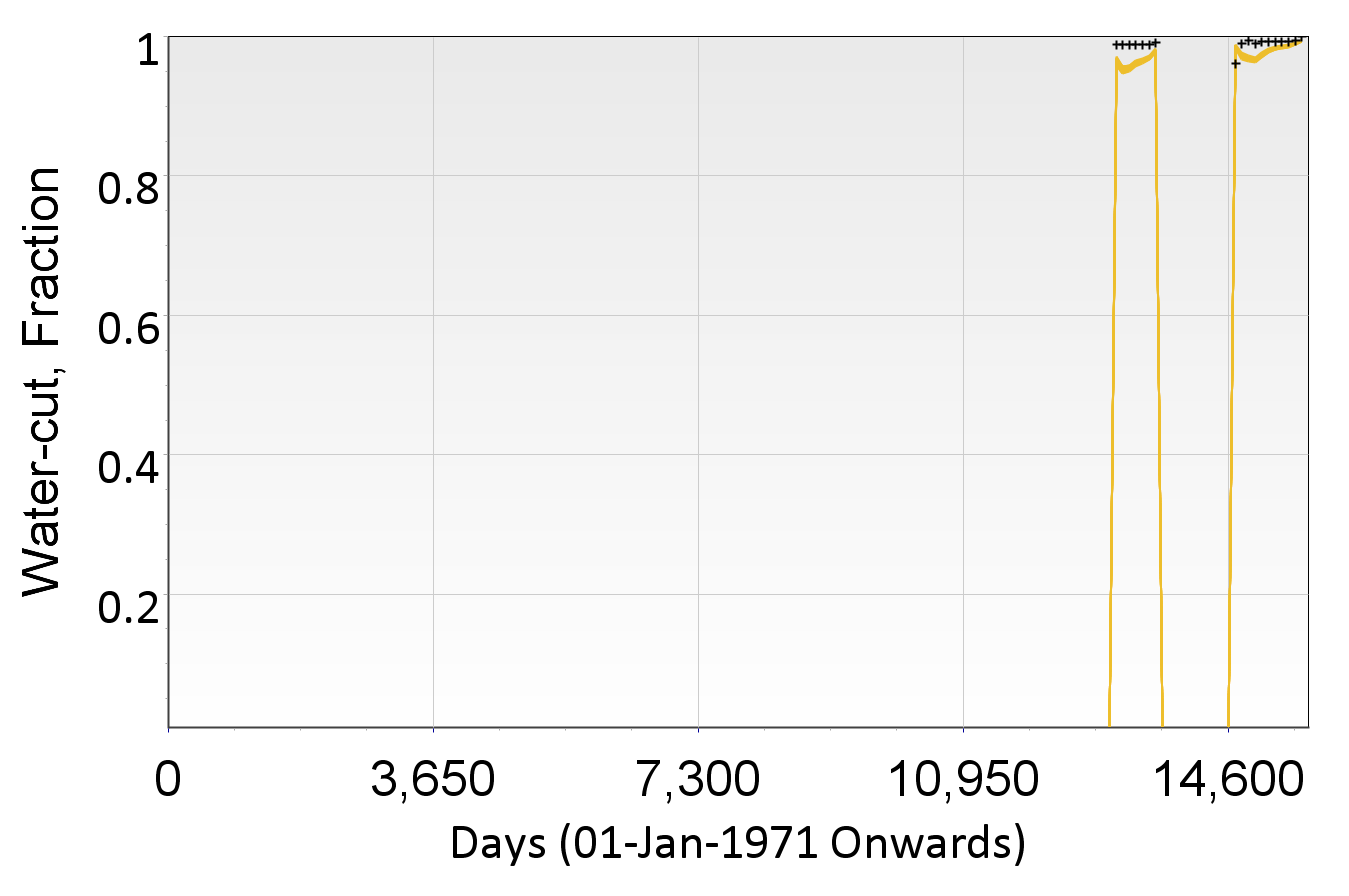 Water-cut, Fraction
1
0.8
0.6
0.4
0.2
0 3,650 7,300 10,950 14,600
Days (01-Jan-1971 Onwards)